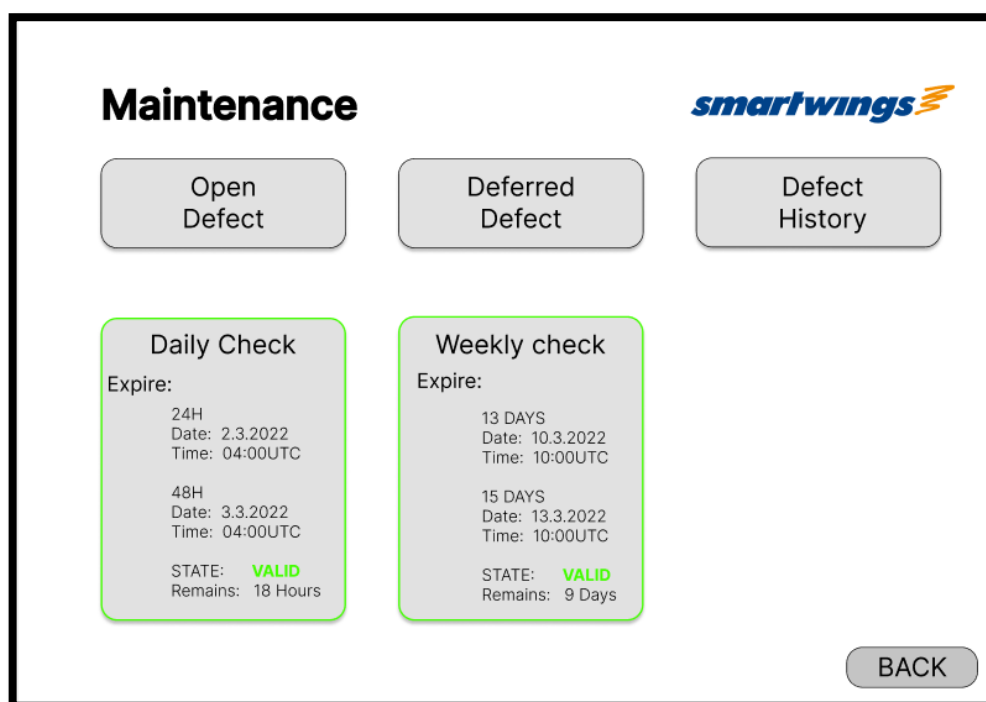 Maintenance
smartwings
Open
Defect
Deferred
Defect
Defect
History
Daily Check
Expire:
24H
Date: 2.3.2022
Time: 04:00UTC
48H
Date: 3.3.2022
Time: 04:00UTC
STATE: VALID
Remains: 18 Hours
Weekly check
Expire:
13 DAYS
Date: 10.3.2022
Time: 10:00UTC
15 DAYS
Date: 13.3.2022
Time: 10:00UTC
STATE: VALID
Remains: 9 Days
BACK